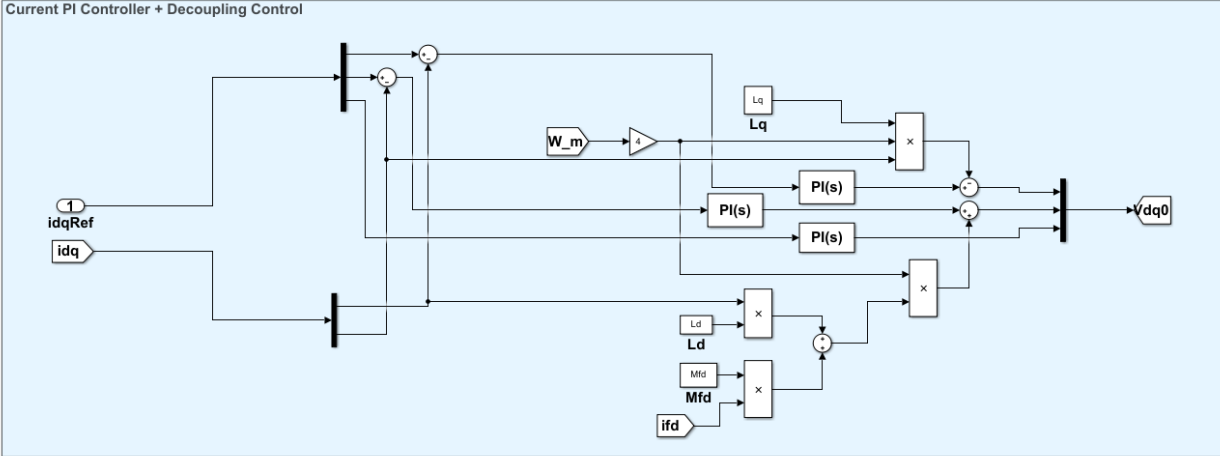 Current PI Controller + Decoupling Control
Lq
Lq
W_m
4
×
PI(s)
1
idqRef
PI(s)
Vdq0
PI(s)
idq
×
×
Ld
Ld
Mfd
×
Mfd
ifd